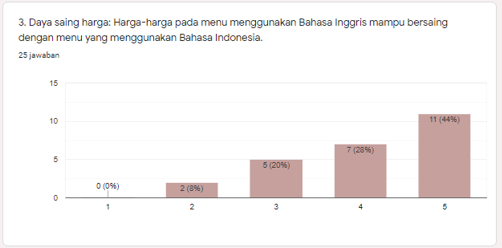 3. Daya saing harga: Harga-harga pada menu menggunakan Bahasa Inggris mampu bersaing
dengan menu yang menggunakan Bahasa Indonesia.
25 jawaban
15
10
5
0
0 (0%)
2 (8%)
5 (20%)
7 (28%)
11 (44%)
1 2 3 4 5